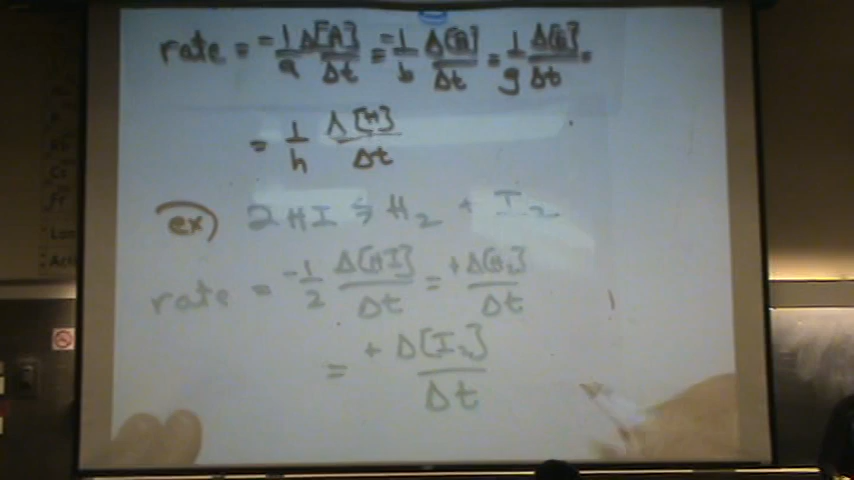 rate = -1/a Δ[A]/Δt = -1/b Δ[B]/Δt = 1/g Δ[G]/Δt =
= 1/h Δ[H]/Δt
ex) 2HI ⇋ H₂ + I₂
rate = -1/2 Δ[HI]/Δt = +Δ[H₂]/Δt
= +Δ[I₂]/Δt